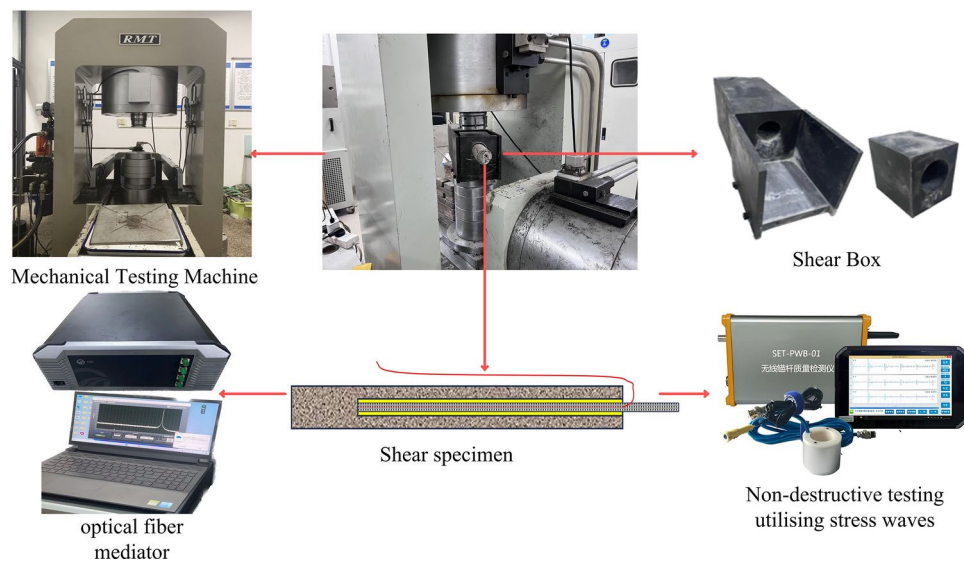 RMT
Mechanical Testing Machine
Shear Box
SET-PWB-01
无线锚杆质量检测仪
Shear specimen
optical fiber
mediator
Non-destructive testing
utilising stress waves